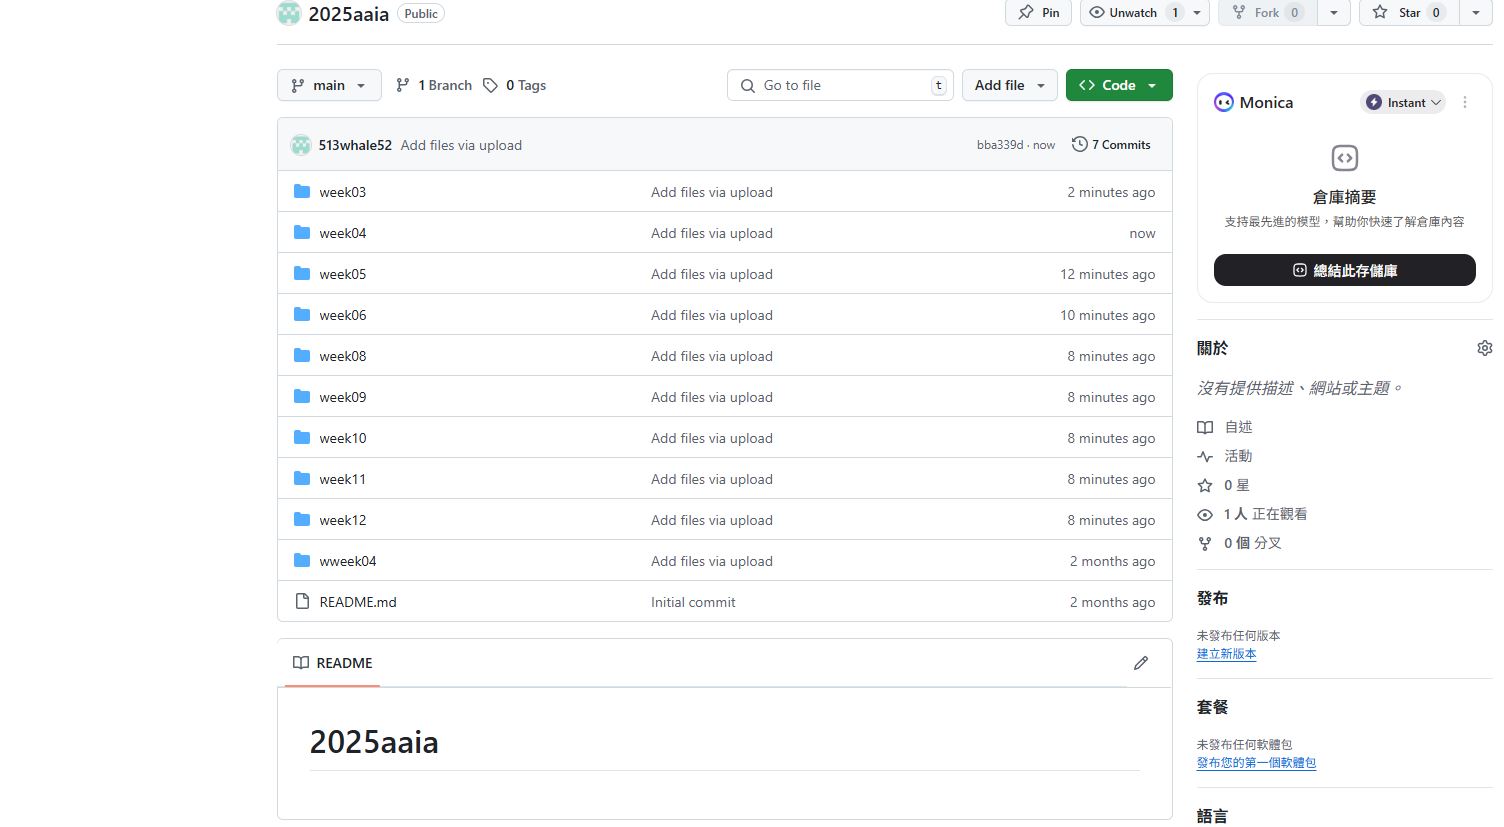 2025aaia Public
Pin
Unwatch 1
Fork 0
Star 0
main
1 Branch
0 Tags
Go to file t
Add file
Code
513whale52 Add files via upload bba339d · now 7 Commits
week03 Add files via upload 2 minutes ago
week04 Add files via upload now
week05 Add files via upload 12 minutes ago
week06 Add files via upload 10 minutes ago
week08 Add files via upload 8 minutes ago
week09 Add files via upload 8 minutes ago
week10 Add files via upload 8 minutes ago
week11 Add files via upload 8 minutes ago
week12 Add files via upload 8 minutes ago
wweek04 Add files via upload 2 months ago
README.md Initial commit 2 months ago
README
2025aaia
Monica Instant
倉庫摘要
支持最先進的模型，幫助你快速了解倉庫內容
總結此存儲庫
關於
沒有提供描述、網站或主題。
自述
活動
0 星
1 人 正在觀看
0 個 分叉
發布
未發布任何版本
建立新版本
套餐
未發布任何軟體包
發布您的第一個軟體包
語言